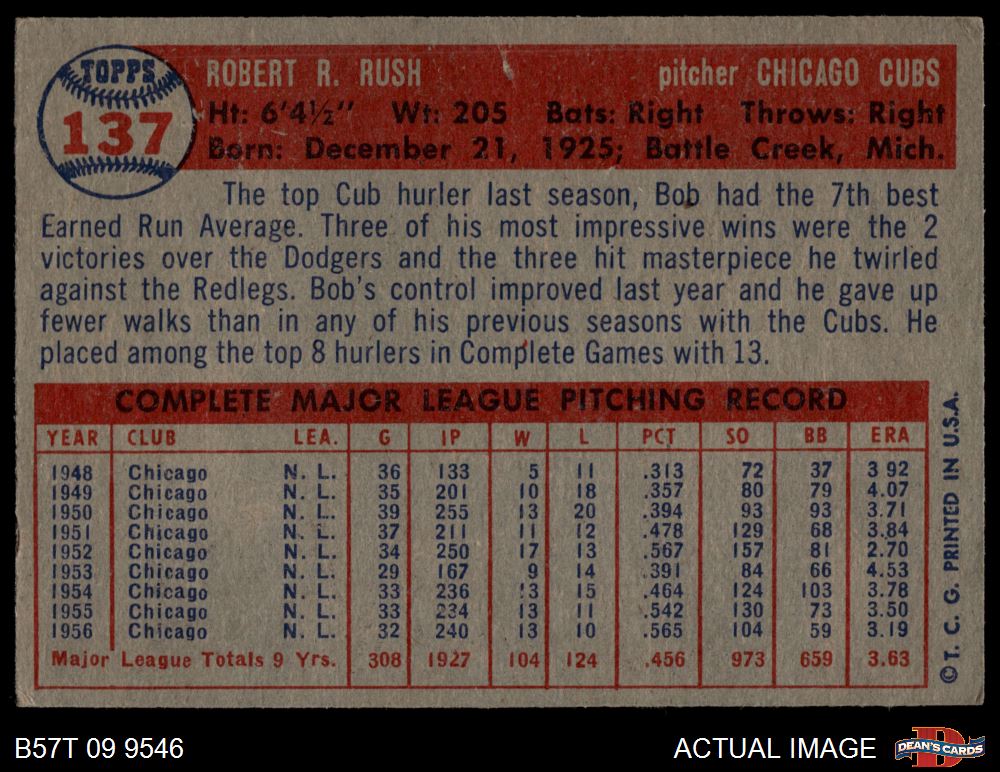 TOPPS
137
ROBERT R. RUSH pitcher CHICAGO CUBS
Ht: 6'4½" Wt: 205 Bats: Right Throws: Right
Born: December 21, 1925; Battle Creek, Mich.
The top Cub hurler last season, Bob had the 7th best
Earned Run Average. Three of his most impressive wins were the 2
victories over the Dodgers and the three hit masterpiece he twirled
against the Redlegs. Bob's control improved last year and he gave up
fewer walks than in any of his previous seasons with the Cubs. He
placed among the top 8 hurlers in Complete Games with 13.
COMPLETE MAJOR LEAGUE PITCHING RECORD
YEAR CLUB LEA. G IP W L PCT SO BB ERA
1948 Chicago N. L. 36 133 5 11 .313 72 37 3 92
1949 Chicago N. L. 35 201 10 18 .357 80 79 4.07
1950 Chicago N. L. 39 255 13 20 .394 93 93 3.71
1951 Chicago N. L. 37 211 11 12 .478 129 68 3.84
1952 Chicago N. L. 34 250 17 13 .567 157 81 2.70
1953 Chicago N. L. 29 167 9 14 .391 84 66 4.53
1954 Chicago N. L. 33 236 13 15 .464 124 103 3.78
1955 Chicago N. L. 33 234 13 11 .542 130 73 3.50
1956 Chicago N. L. 32 240 13 10 .565 104 59 3.19
Major League Totals 9 Yrs. 308 1927 104 124 .456 973 659 3.63
© T. C. G. PRINTED IN U.S.A.
B57T 09 9546
ACTUAL IMAGE
DEAN'S CARDS